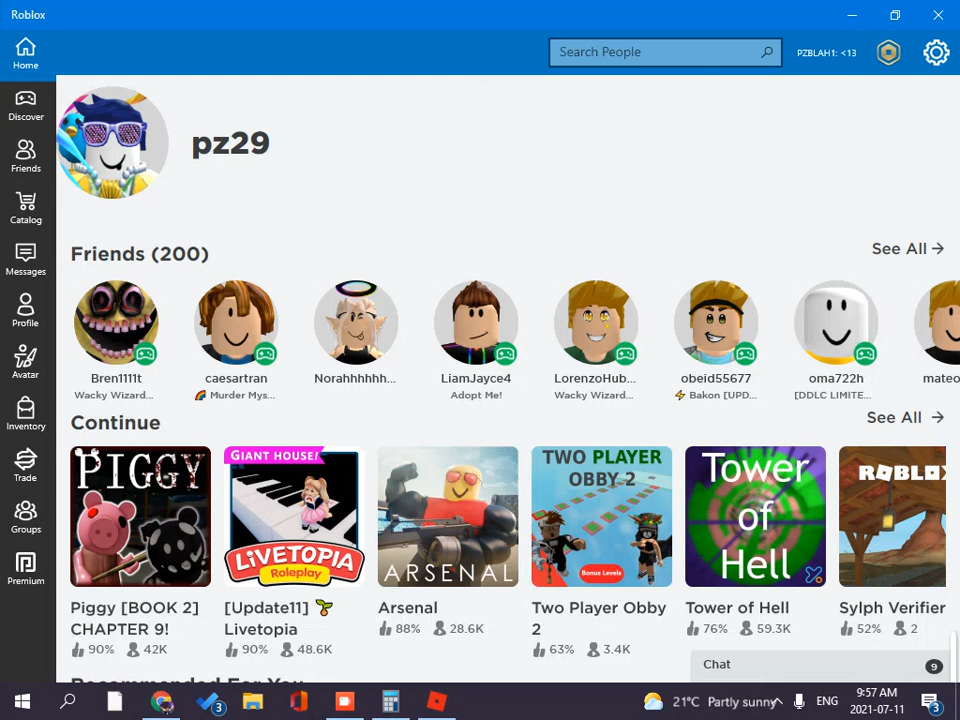 Roblox
Home
Search People
PZBLAH1: <13
Discover
Friends
Catalog
Messages
Profile
Avatar
Inventory
Trade
Groups
Premium
pz29
Friends (200)
See All
Bren1111t
Wacky Wizard...
caesartran
Murder Mys...
Norahhhhhh...
LiamJayce4
Adopt Me!
LorenzoHub...
Wacky Wizard...
obeid55677
Bakon [UPD...
oma722h
[DDLC LIMITE...
mateo
Continue
See All
PIGGY
Piggy [BOOK 2]
CHAPTER 9!
90% 42K
GIANT HOUSE!
LIVETOPIA
Roleplay
[Update11]
Livetopia
90% 48.6K
ARSENAL
Arsenal
88% 28.6K
TWO PLAYER
OBBY 2
Bonus Levels
Two Player Obby
2
63% 3.4K
Tower
of
Hell
Tower of Hell
76% 59.3K
ROBLOX
Sylph Verifier
52% 2
Recommended For You
Chat
9
3
21°C Partly sunny
ENG
9:57 AM
2021-07-11
3